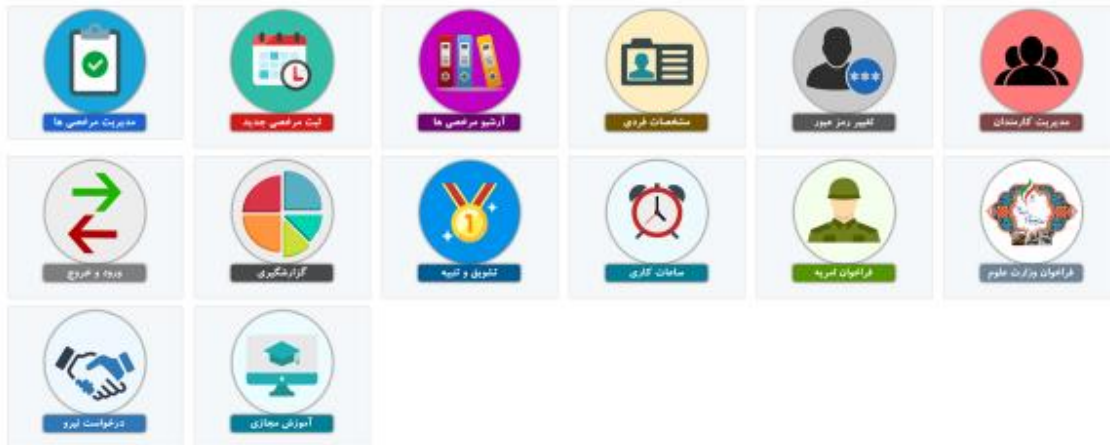 مدیریت کارمندان
تغییر رمز عبور
مشخصات فردی
آرشیو مرخصی ها
ثبت مرخصی جدید
مدیریت مرخصی ها
فراخوان وزارت علوم
فراخوان امریه
ساعات کاری
تشویق و تنبیه
گزارشگیری
ورود و خروج
آموزش مجازی
درخواست نیرو
1